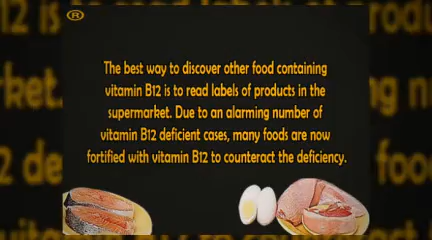 ®
The best way to discover other food containing
vitamin B12 is to read labels of products in the
supermarket. Due to an alarming number of
vitamin B12 deficient cases, many foods are now
fortified with vitamin B12 to counteract the deficiency.